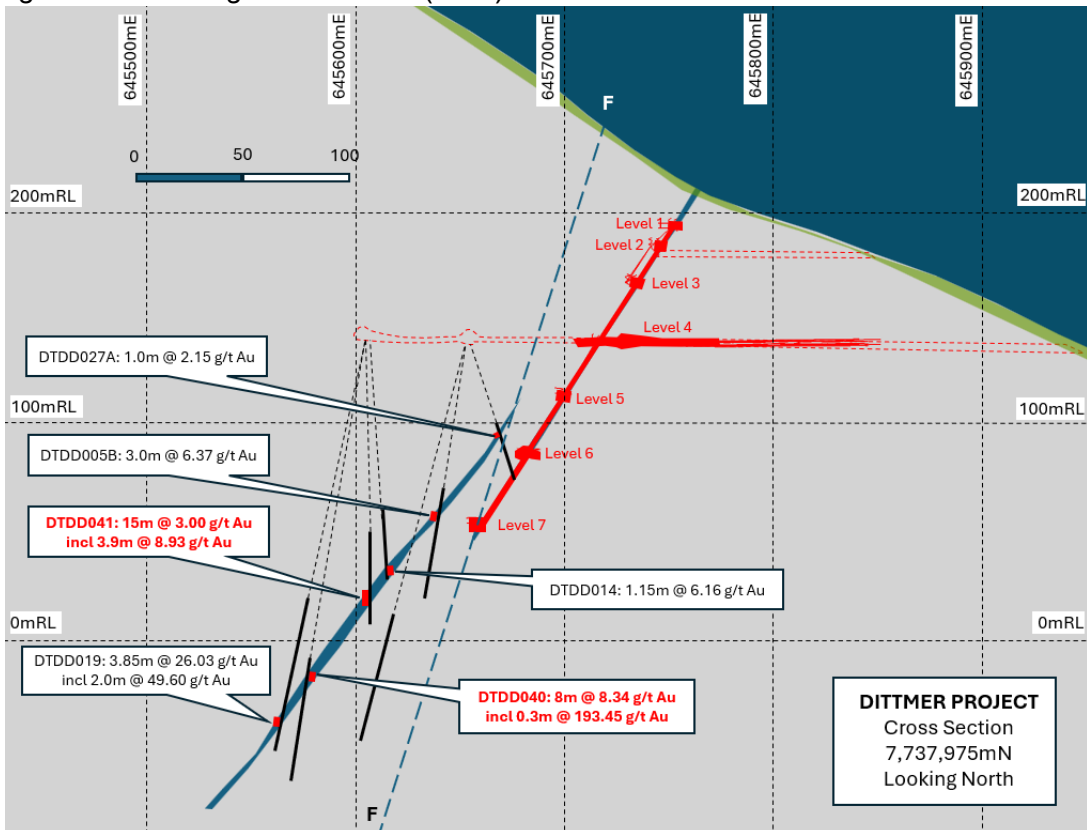 645500mE
645600mE
645700mE
645800mE
645900mE
F
0 50 100
200mRL
200mRL
Level 1
Level 2
Level 3
Level 4
DTDD027A: 1.0m @ 2.15 g/t Au
Level 5
100mRL
100mRL
DTDD005B: 3.0m @ 6.37 g/t Au
Level 6
DTDD041: 15m @ 3.00 g/t Au
incl 3.9m @ 8.93 g/t Au
Level 7
DTDD014: 1.15m @ 6.16 g/t Au
0mRL
0mRL
DTDD019: 3.85m @ 26.03 g/t Au
incl 2.0m @ 49.60 g/t Au
DTDD040: 8m @ 8.34 g/t Au
incl 0.3m @ 193.45 g/t Au
DITTMER PROJECT
Cross Section
7,737,975mN
Looking North
F